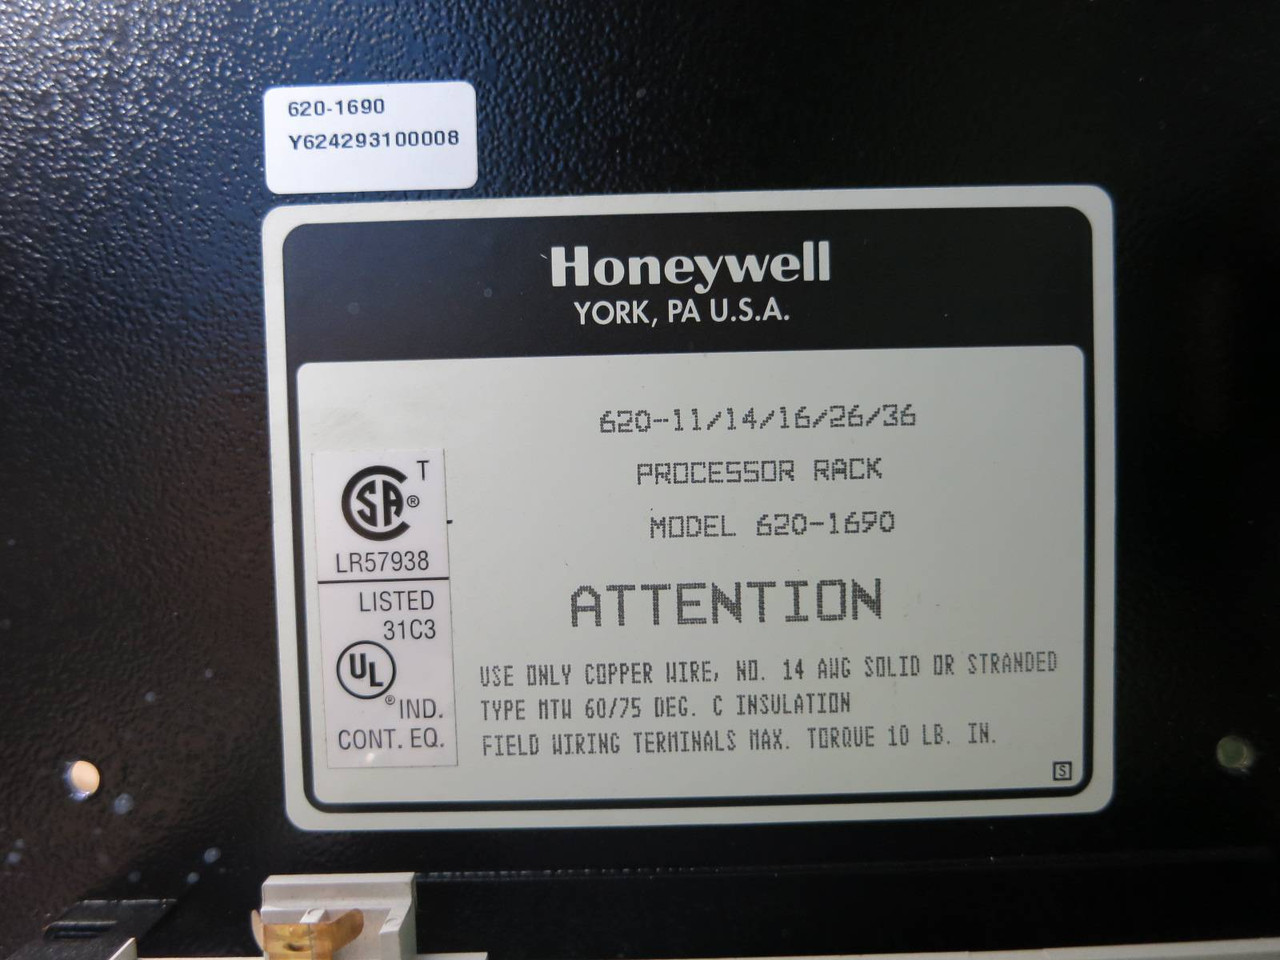 620-1690
Y624293100008
Honeywell
YORK, PA U.S.A.
620-11/14/16/26/36
PROCESSOR RACK
MODEL 620-1690
ATTENTION
USE ONLY COPPER WIRE, NO. 14 AWG SOLID OR STRANDED
TYPE MTW 60/75 DEG. C INSULATION
FIELD WIRING TERMINALS MAX. TORQUE 10 LB. IN.
SA® T
LR57938
LISTED
31C3
UL
® IND.
CONT. EQ.
S